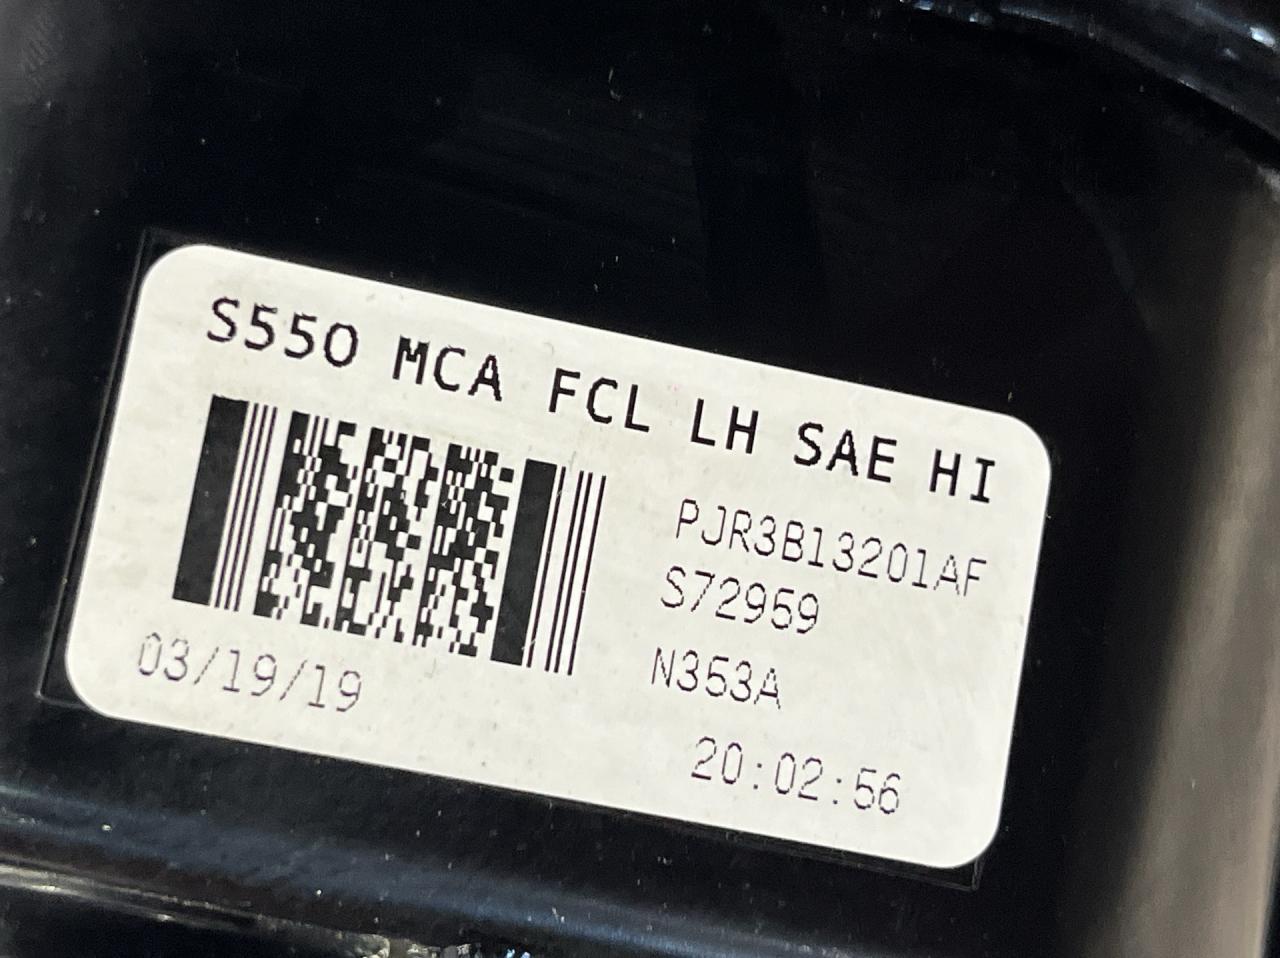 S550 MCA FCL LH SAE HI
PJR3B13201AF
S72959
N353A
03/19/19
20:02:56